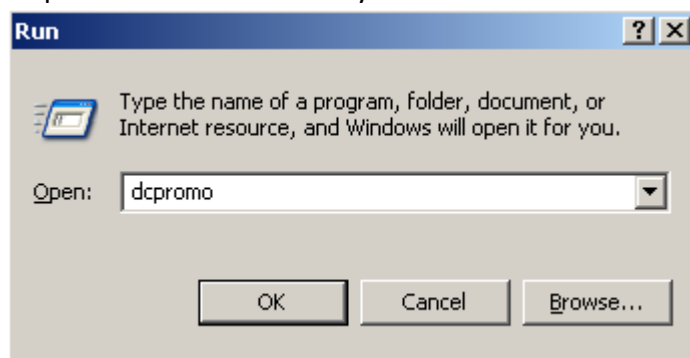 Run
Type the name of a program, folder, document, or
Internet resource, and Windows will open it for you.
Open: dcpromo
OK Cancel Browse...